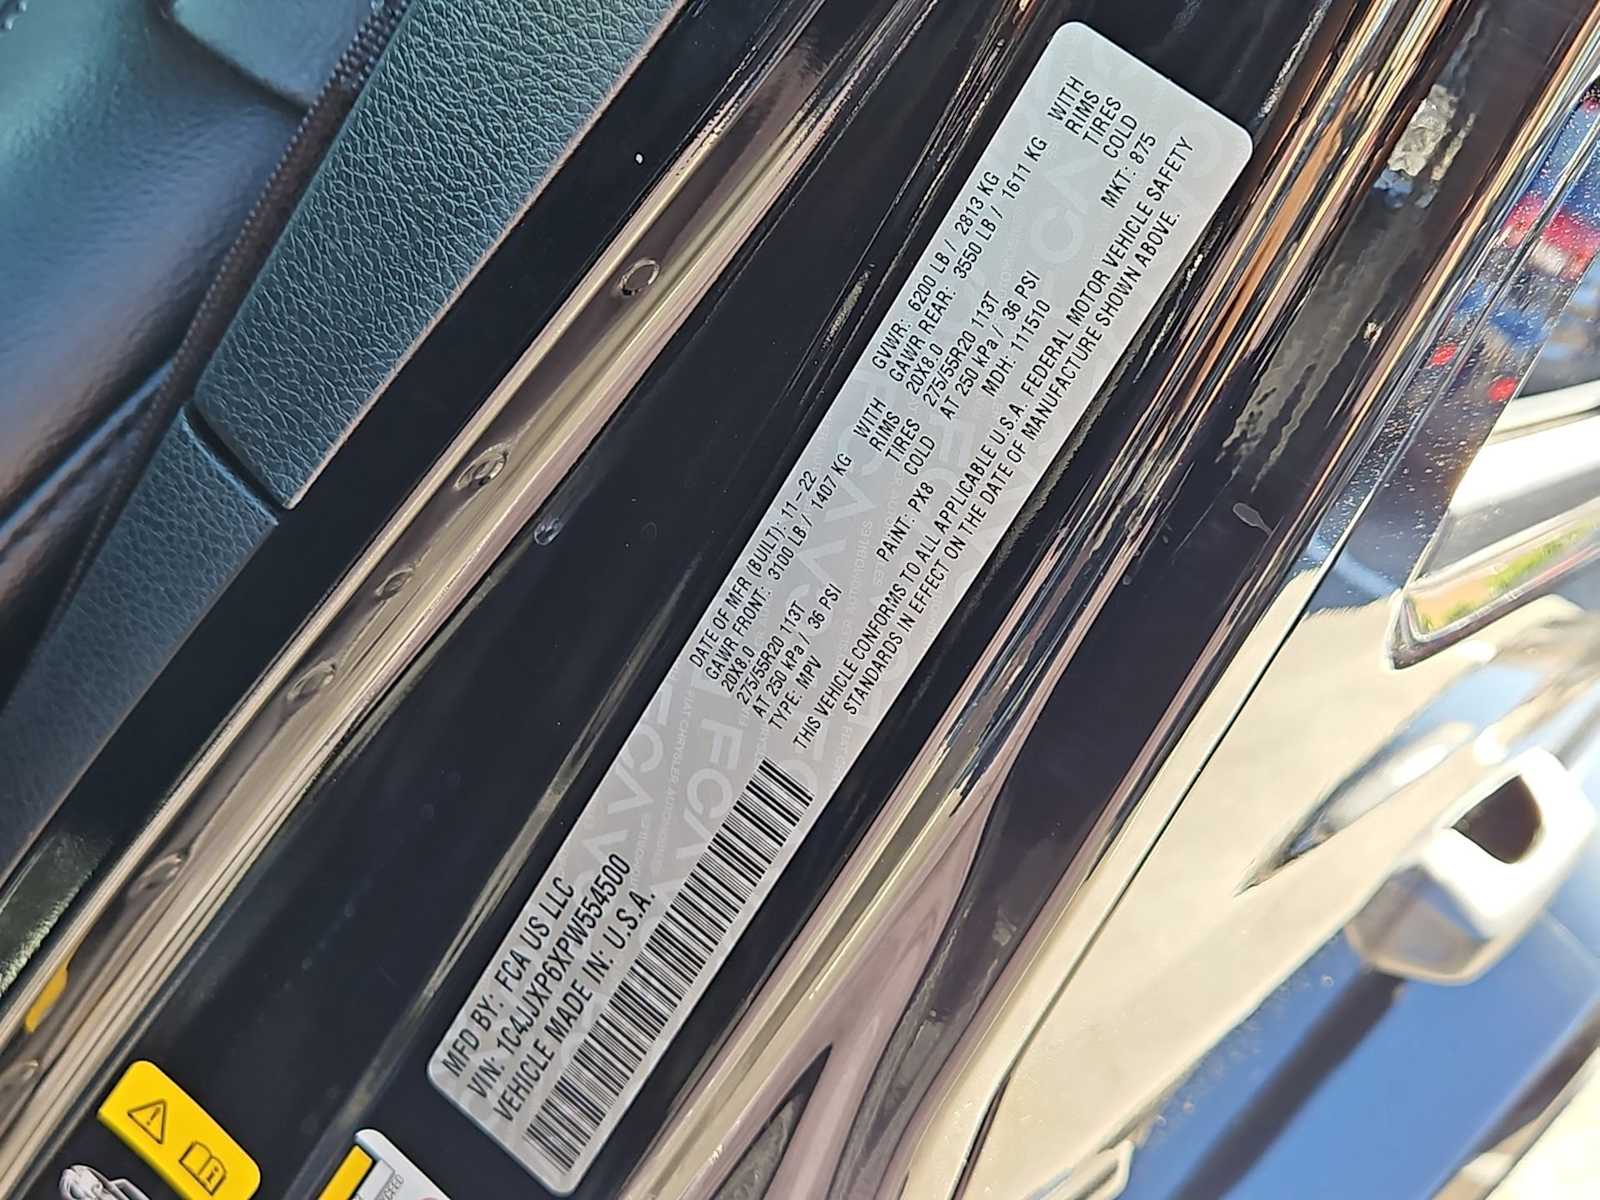 MFD BY: FCA US LLC
VIN: 1C4JJXP6XPW554500
VEHICLE MADE IN: U.S.A.
DATE OF MFR (BUILT): 11-22 GVWR: 6200 LB / 2813 KG
GAWR FRONT: 3100 LB / 1407 KG WITH GAWR REAR: 3550 LB / 1611 KG WITH
20X8.0 RIMS 20X8.0 RIMS
275/55R20 113T TIRES 275/55R20 113T TIRES
AT 250 kPa / 36 PSI COLD AT 250 kPa / 36 PSI COLD
TYPE: MPV PAINT: PX8 MDH: 111510 MKT: 875
THIS VEHICLE CONFORMS TO ALL APPLICABLE U.S.A. FEDERAL MOTOR VEHICLE SAFETY
STANDARDS IN EFFECT ON THE DATE OF MANUFACTURE SHOWN ABOVE.
FCA
FIAT CHRYSLER AUTOMOBILES